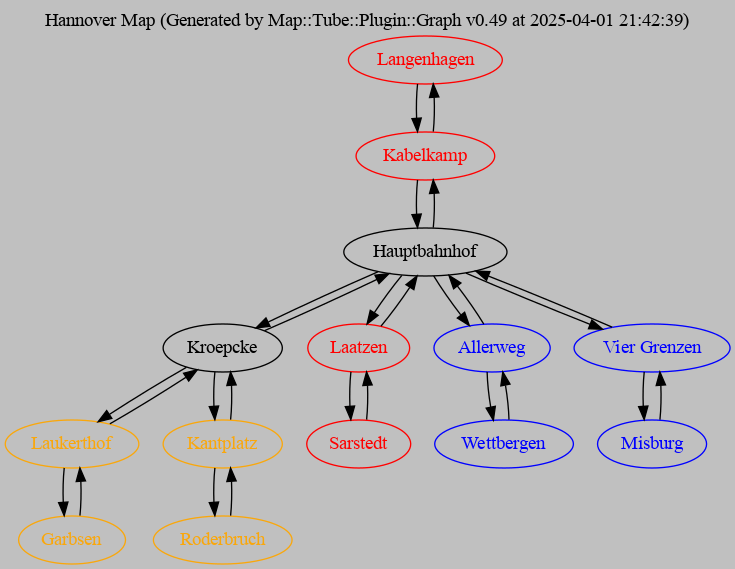 Hannover Map (Generated by Map::Tube::Plugin::Graph v0.49 at 2025-04-01 21:42:39)
Langenhagen
Kabelkamp
Hauptbahnhof
Kroepcke
Laatzen
Allerweg
Vier Grenzen
Laukerthof
Kantplatz
Sarstedt
Wettbergen
Misburg
Garbsen
Roderbruch